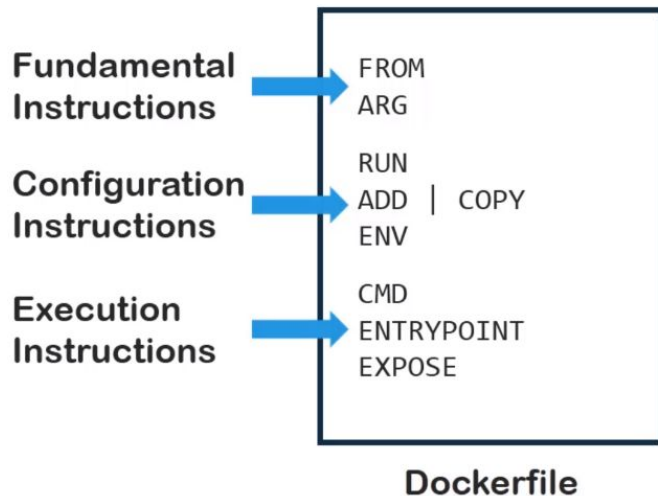 Fundamental
Instructions
FROM
ARG
Configuration
Instructions
RUN
ADD | COPY
ENV
Execution
Instructions
CMD
ENTRYPOINT
EXPOSE
Dockerfile